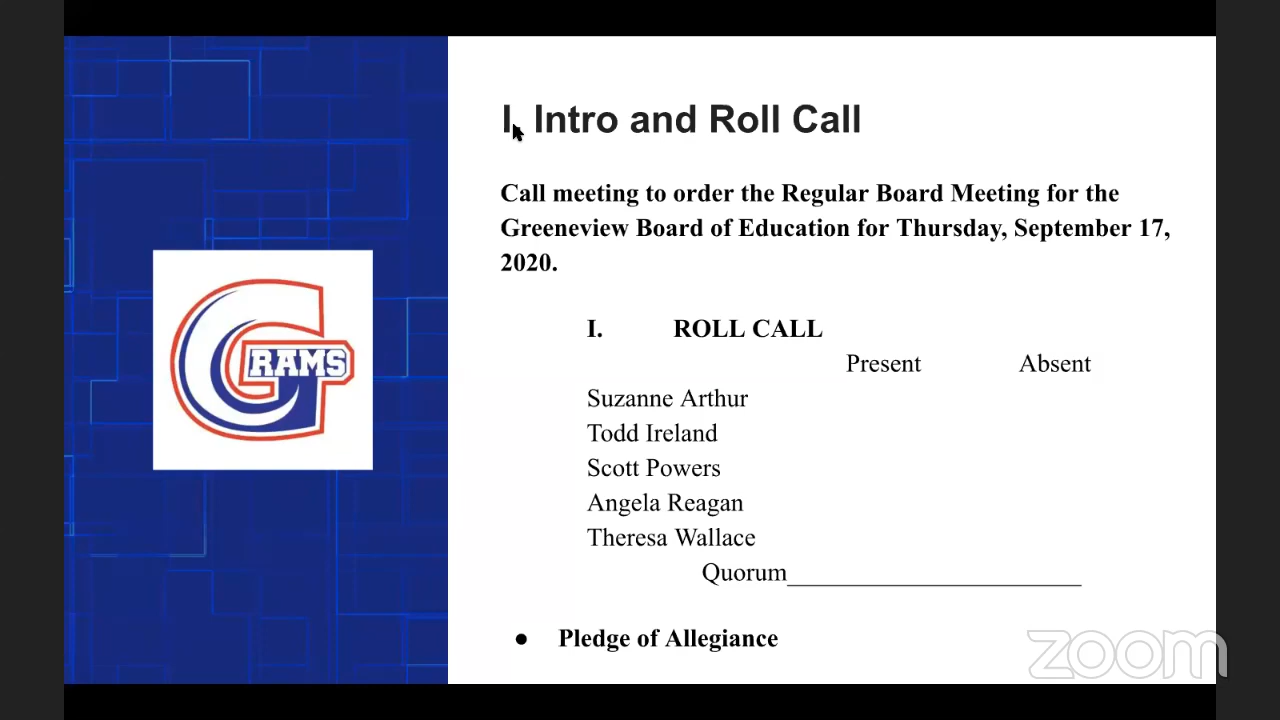 I. Intro and Roll Call
Call meeting to order the Regular Board Meeting for the
Greeneview Board of Education for Thursday, September 17,
2020.
I. ROLL CALL
Present Absent
Suzanne Arthur
Todd Ireland
Scott Powers
Angela Reagan
Theresa Wallace
Quorum_______________________
● Pledge of Allegiance
G RAMS
zoom